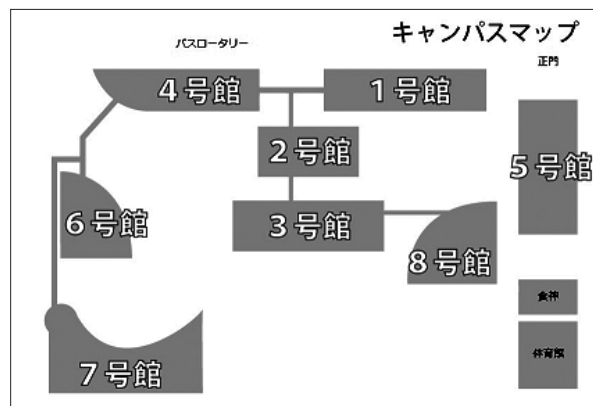 キャンパスマップ
バスロータリー
正門
4号館
1号館
2号館
5号館
6号館
3号館
8号館
食神
7号館
体育館